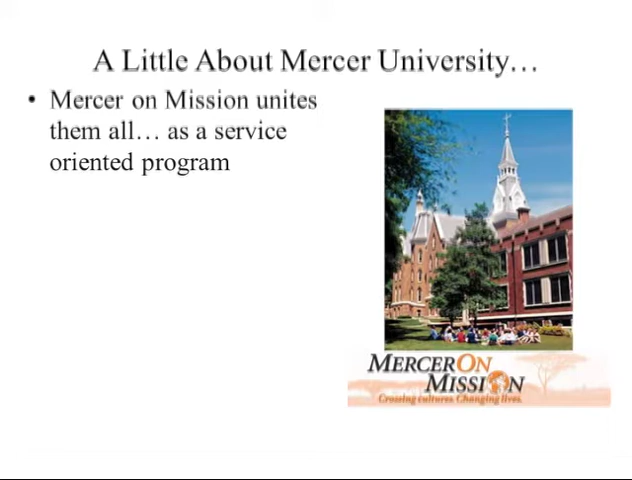 A Little About Mercer University…
• Mercer on Mission unites
them all… as a service
oriented program
MERCER ON
MISSION
Crossing cultures. Changing lives.